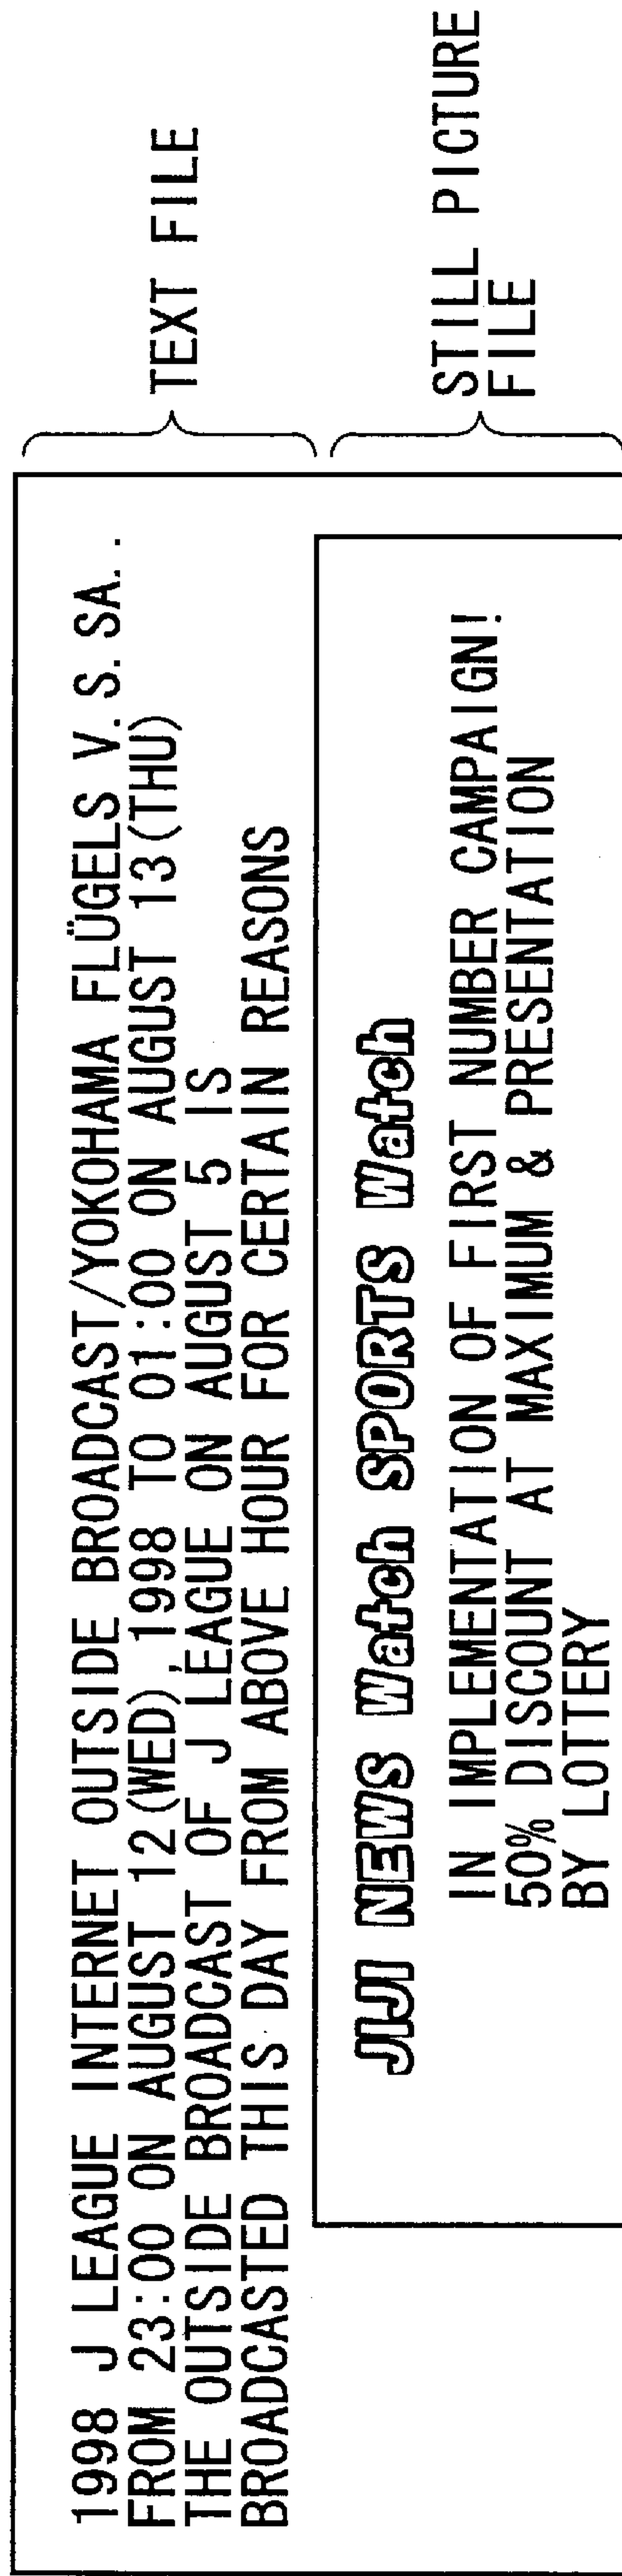 1998 J LEAGUE INTERNET OUTSIDE BROADCAST/YOKOHAMA FLÜGELS V.S.SA..
FROM 23:00 ON AUGUST 12(WED),1998 TO 01:00 ON AUGUST 13(THU)
THE OUTSIDE BROADCAST OF J LEAGUE ON AUGUST 5 IS
BROADCASTED THIS DAY FROM ABOVE HOUR FOR CERTAIN REASONS
TEXT FILE
JIJI NEWS Watch SPORTS Watch
IN IMPLEMENTATION OF FIRST NUMBER CAMPAIGN!
50% DISCOUNT AT MAXIMUM & PRESENTATION
BY LOTTERY
STILL PICTURE
FILE